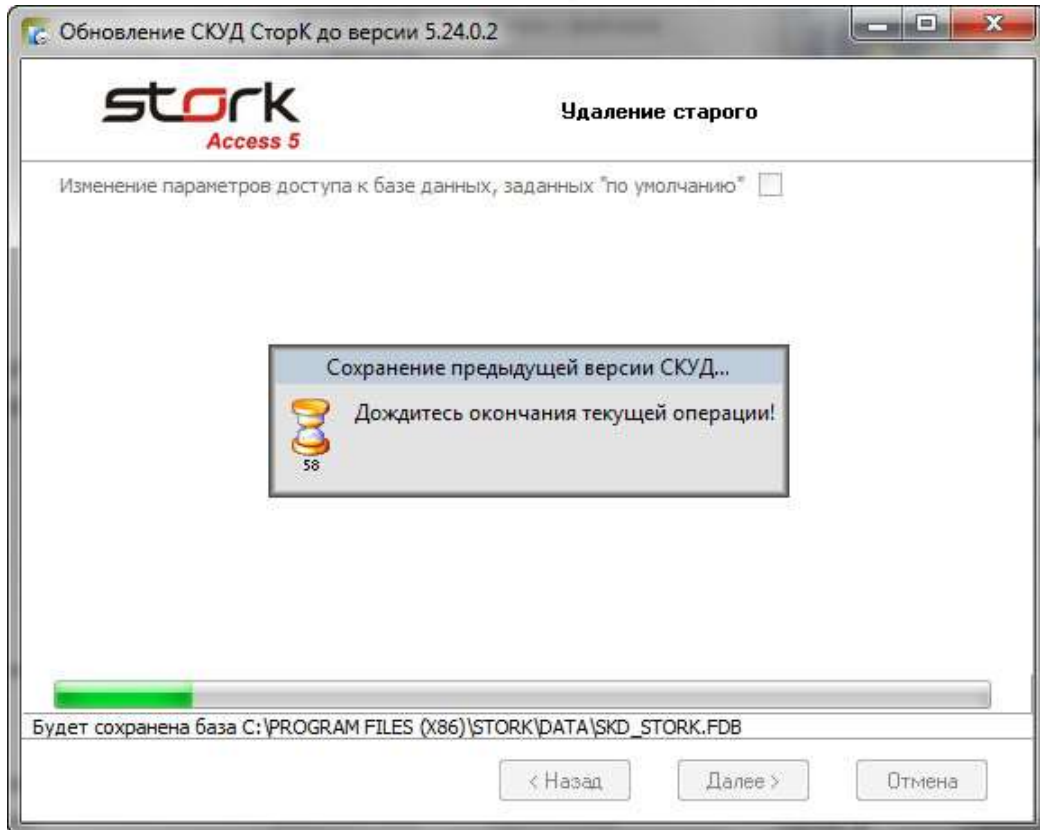 Обновление СКУД СторК до версии 5.24.0.2
stork
Access 5
Удаление старого
Изменение параметров доступа к базе данных, заданных "по умолчанию"
Сохранение предыдущей версии СКУД...
Дождитесь окончания текущей операции!
58
Будет сохранена база C:\PROGRAM FILES (X86)\STORK\DATA\SKD_STORK.FDB
< Назад
Далее >
Отмена